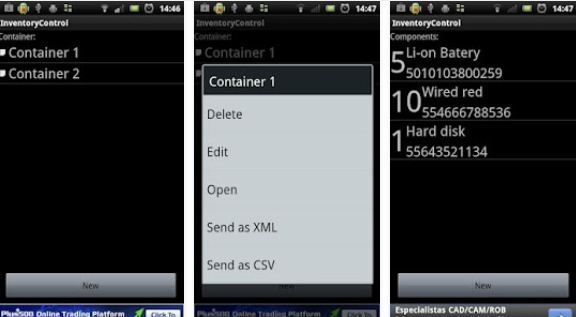 14:46
InventoryControl
Container:
Container 1
Container 2
New
Plus500 Online Trading Platform
Click To
14:47
InventoryControl
Container:
Container 1
Container 1
Delete
Edit
Open
Send as XML
Send as CSV
New
Plus500 Online Trading Platform
Click To
14:47
InventoryControl
Components:
5 Li-on Batery
5010103800259
10 Wired red
554666788536
1 Hard disk
55643521134
New
Especialistas CAD/CAM/ROB